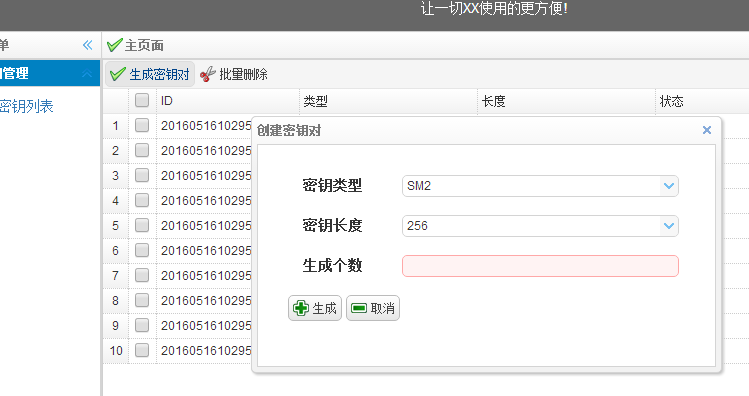 让一切XX使用的更方便!
单
主页面
管理
生成密钥对 批量删除
密钥列表
ID 类型 长度 状态
1 2016051610295
2 2016051610295
3 2016051610295
4 2016051610295
5 2016051610295
6 2016051610295
7 2016051610295
8 2016051610295
9 2016051610295
10 2016051610295
创建密钥对
密钥类型 SM2
密钥长度 256
生成个数
生成 取消